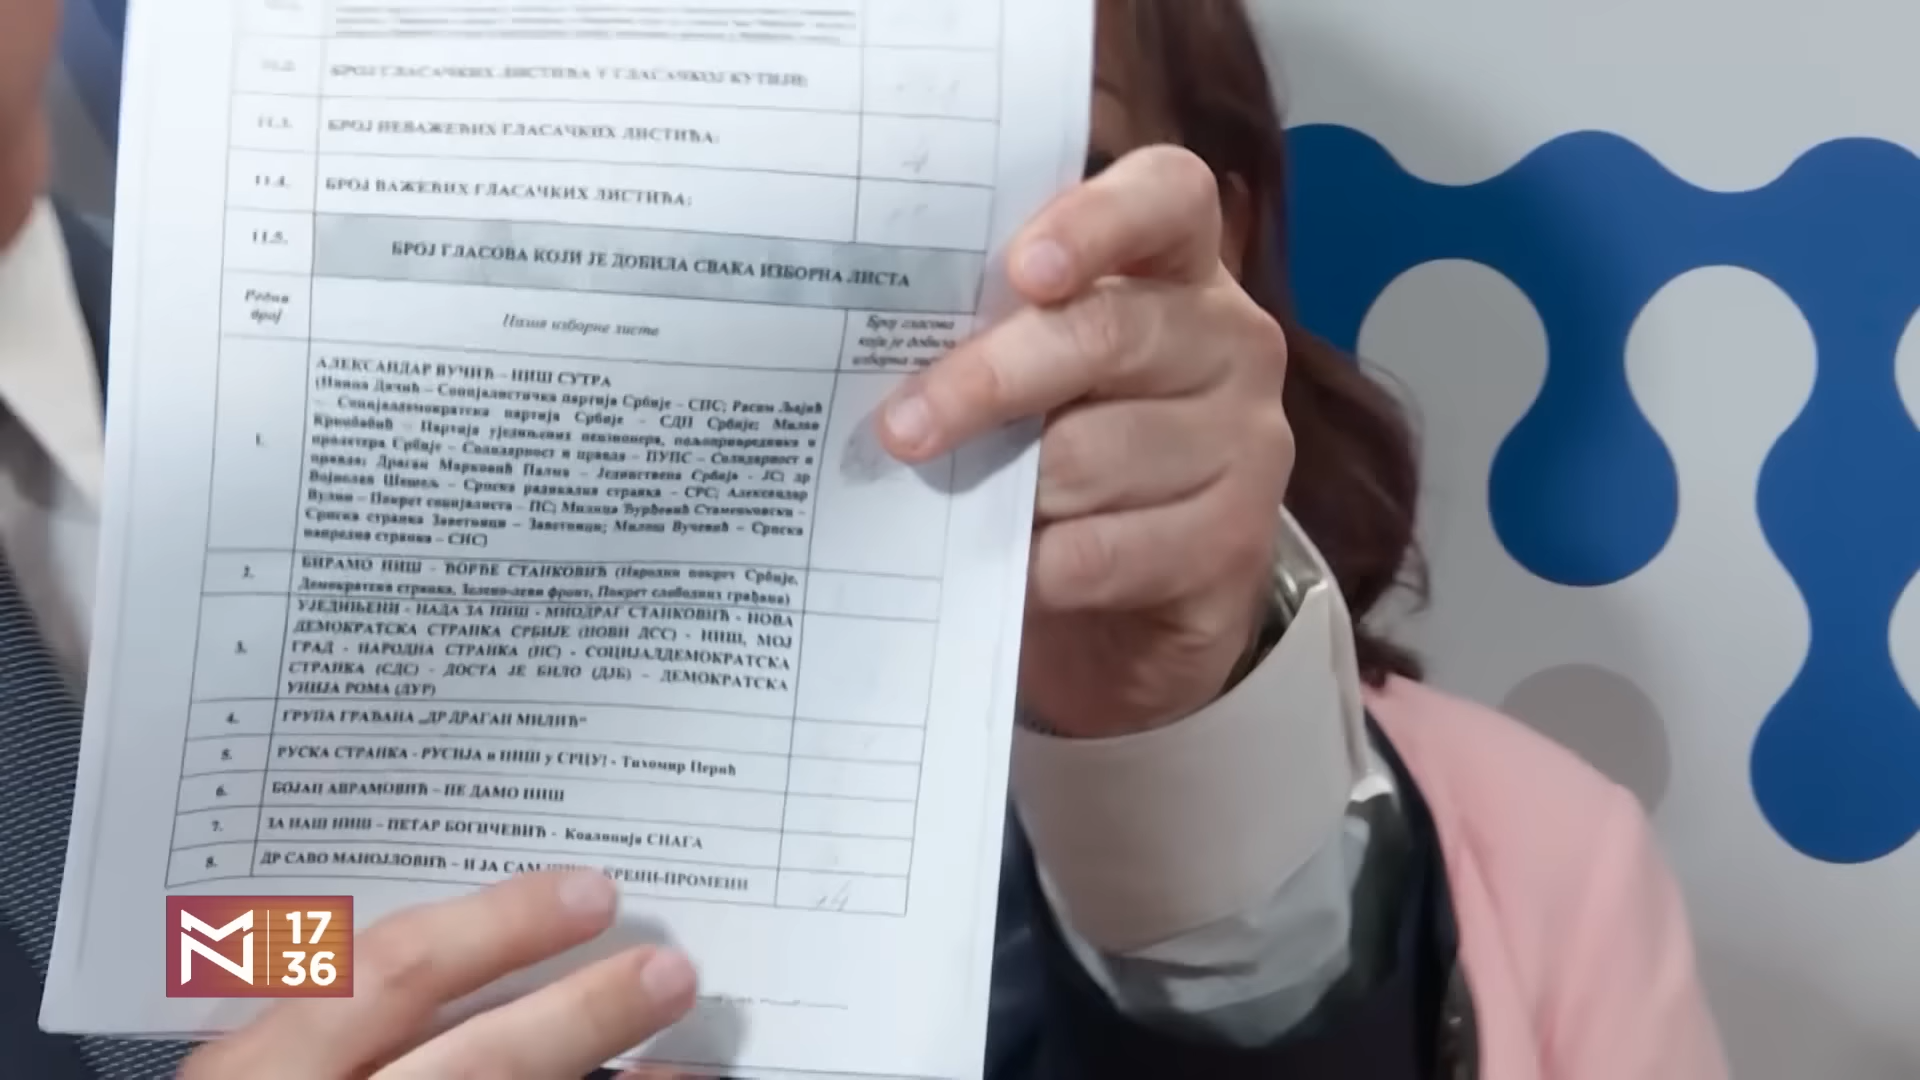 11.2. БРОЈ ГЛАСАЧКИХ ЛИСТИЋА У ГЛАСАЧКОЈ КУТИЈИ:
11.3. БРОЈ НЕВАЖЕЋИХ ГЛАСАЧКИХ ЛИСТИЋА:
11.4. БРОЈ ВАЖЕЋИХ ГЛАСАЧКИХ ЛИСТИЋА:
11.5. БРОЈ ГЛАСОВА КОЈИ ЈЕ ДОБИЛА СВАКА ИЗБОРНА ЛИСТА
Редни број
Назив изборне листе
Број гласова
који је добила
изборна
1.
АЛЕКСАНДАР ВУЧИЋ – НИШ СУТРА
(Ивица Дачић – Социјалистичка партија Србије – СПС; Расим Љајић
– Социјалдемократска партија Србије – СДП Србије; Милан
Кркобабић – Партија уједињених пензионера, пољопривредника и
пролетера Србије – Солидарност и правда – ПУПС – Солидарност и
правда; Драган Марковић Палма – Јединствена Србија - ЈС; др
Војислав Шешељ – Српска радикална странка – СРС; Александар
Вулин – Покрет социјалиста – ПС; Милица Ђурђевић Стаменковски –
Српска странка Заветници – Заветници; Милош Вучевић – Српска
напредна странка – СНС)
2. БИРАМО НИШ - ЂОРЂЕ СТАНКОВИЋ (Народни покрет Србије,
Демократска странка, Зелено-леви фронт, Покрет слободних грађана)
3.
УЈЕДИЊЕНИ - НАДА ЗА НИШ - МИОДРАГ СТАНКОВИЋ - НОВА
ДЕМОКРАТСКА СТРАНКА СРБИЈЕ (НОВИ ДСС) - НИШ, МОЈ
ГРАД - НАРОДНА СТРАНКА (НС) - СОЦИЈАЛДЕМОКРАТСКА
СТРАНКА (СДС) - ДОСТА ЈЕ БИЛО (ДЈБ) – ДЕМОКРАТСКА
УНИЈА РОМА (ДУР)
4. ГРУПА ГРАЂАНА „ДР ДРАГАН МИЛИЋ“
5. РУСКА СТРАНКА - РУСИЈА и НИШ у СРЦУ! - Тихомир Перић
6. БОЈАН АВРАМОВИЋ – НЕ ДАМО НИШ
7. ЗА НАШ НИШ – ПЕТАР БОГИЧЕВИЋ - Коалиција СНАГА
8. ДР САВО МАНОЈЛОВИЋ – И ЈА САМ КРЕНИ-ПРОМЕНИ
17
36